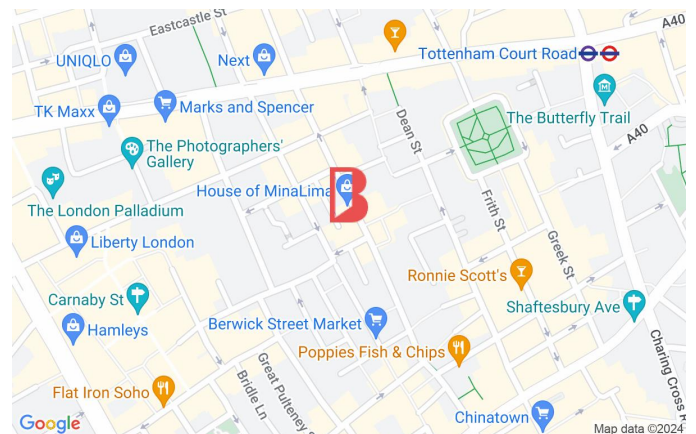 Eastcastle St
A40
UNIQLO
Next
Tottenham Court Road
TK Maxx
Marks and Spencer
Dean St
The Butterfly Trail
A40
The Photographers'
Gallery
House of MinaLima
B
The London Palladium
Frith St
Greek St
Liberty London
Ronnie Scott's
Carnaby St
Shaftesbury Ave
Hamleys
Berwick Street Market
Poppies Fish & Chips
Charing Cross R
Great Pulteney S
Bridle Ln
Flat Iron Soho
Chinatown
Google
Map data ©2024